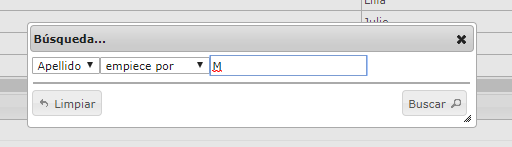 Lilia
Julio
Búsqueda...
Apellido empiece por M
Limpiar Buscar